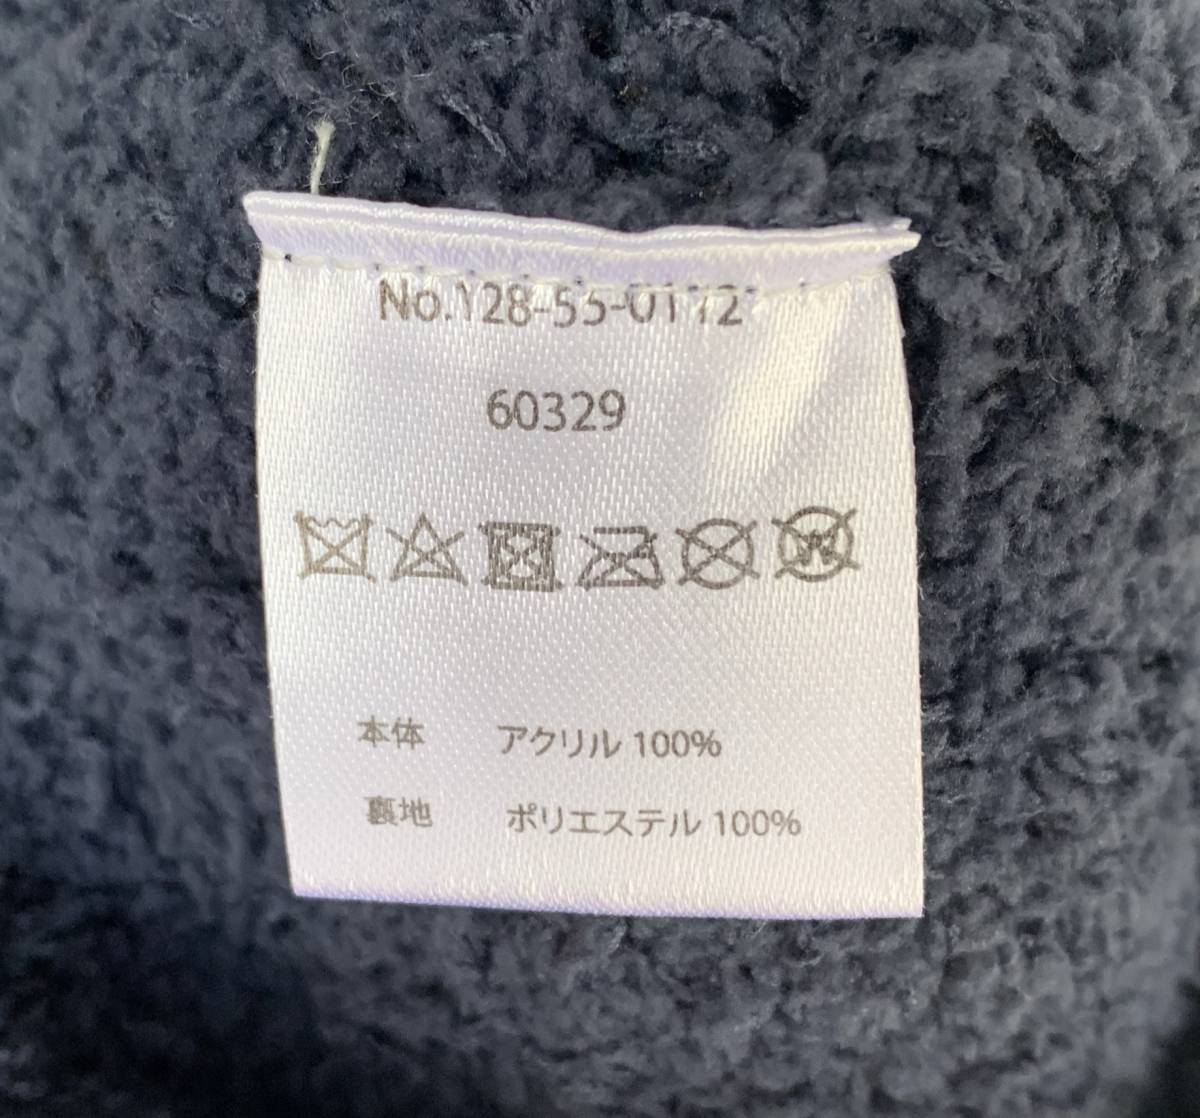 No.128-55-0112
60329
本体 アクリル 100%
裏地 ポリエステル 100%